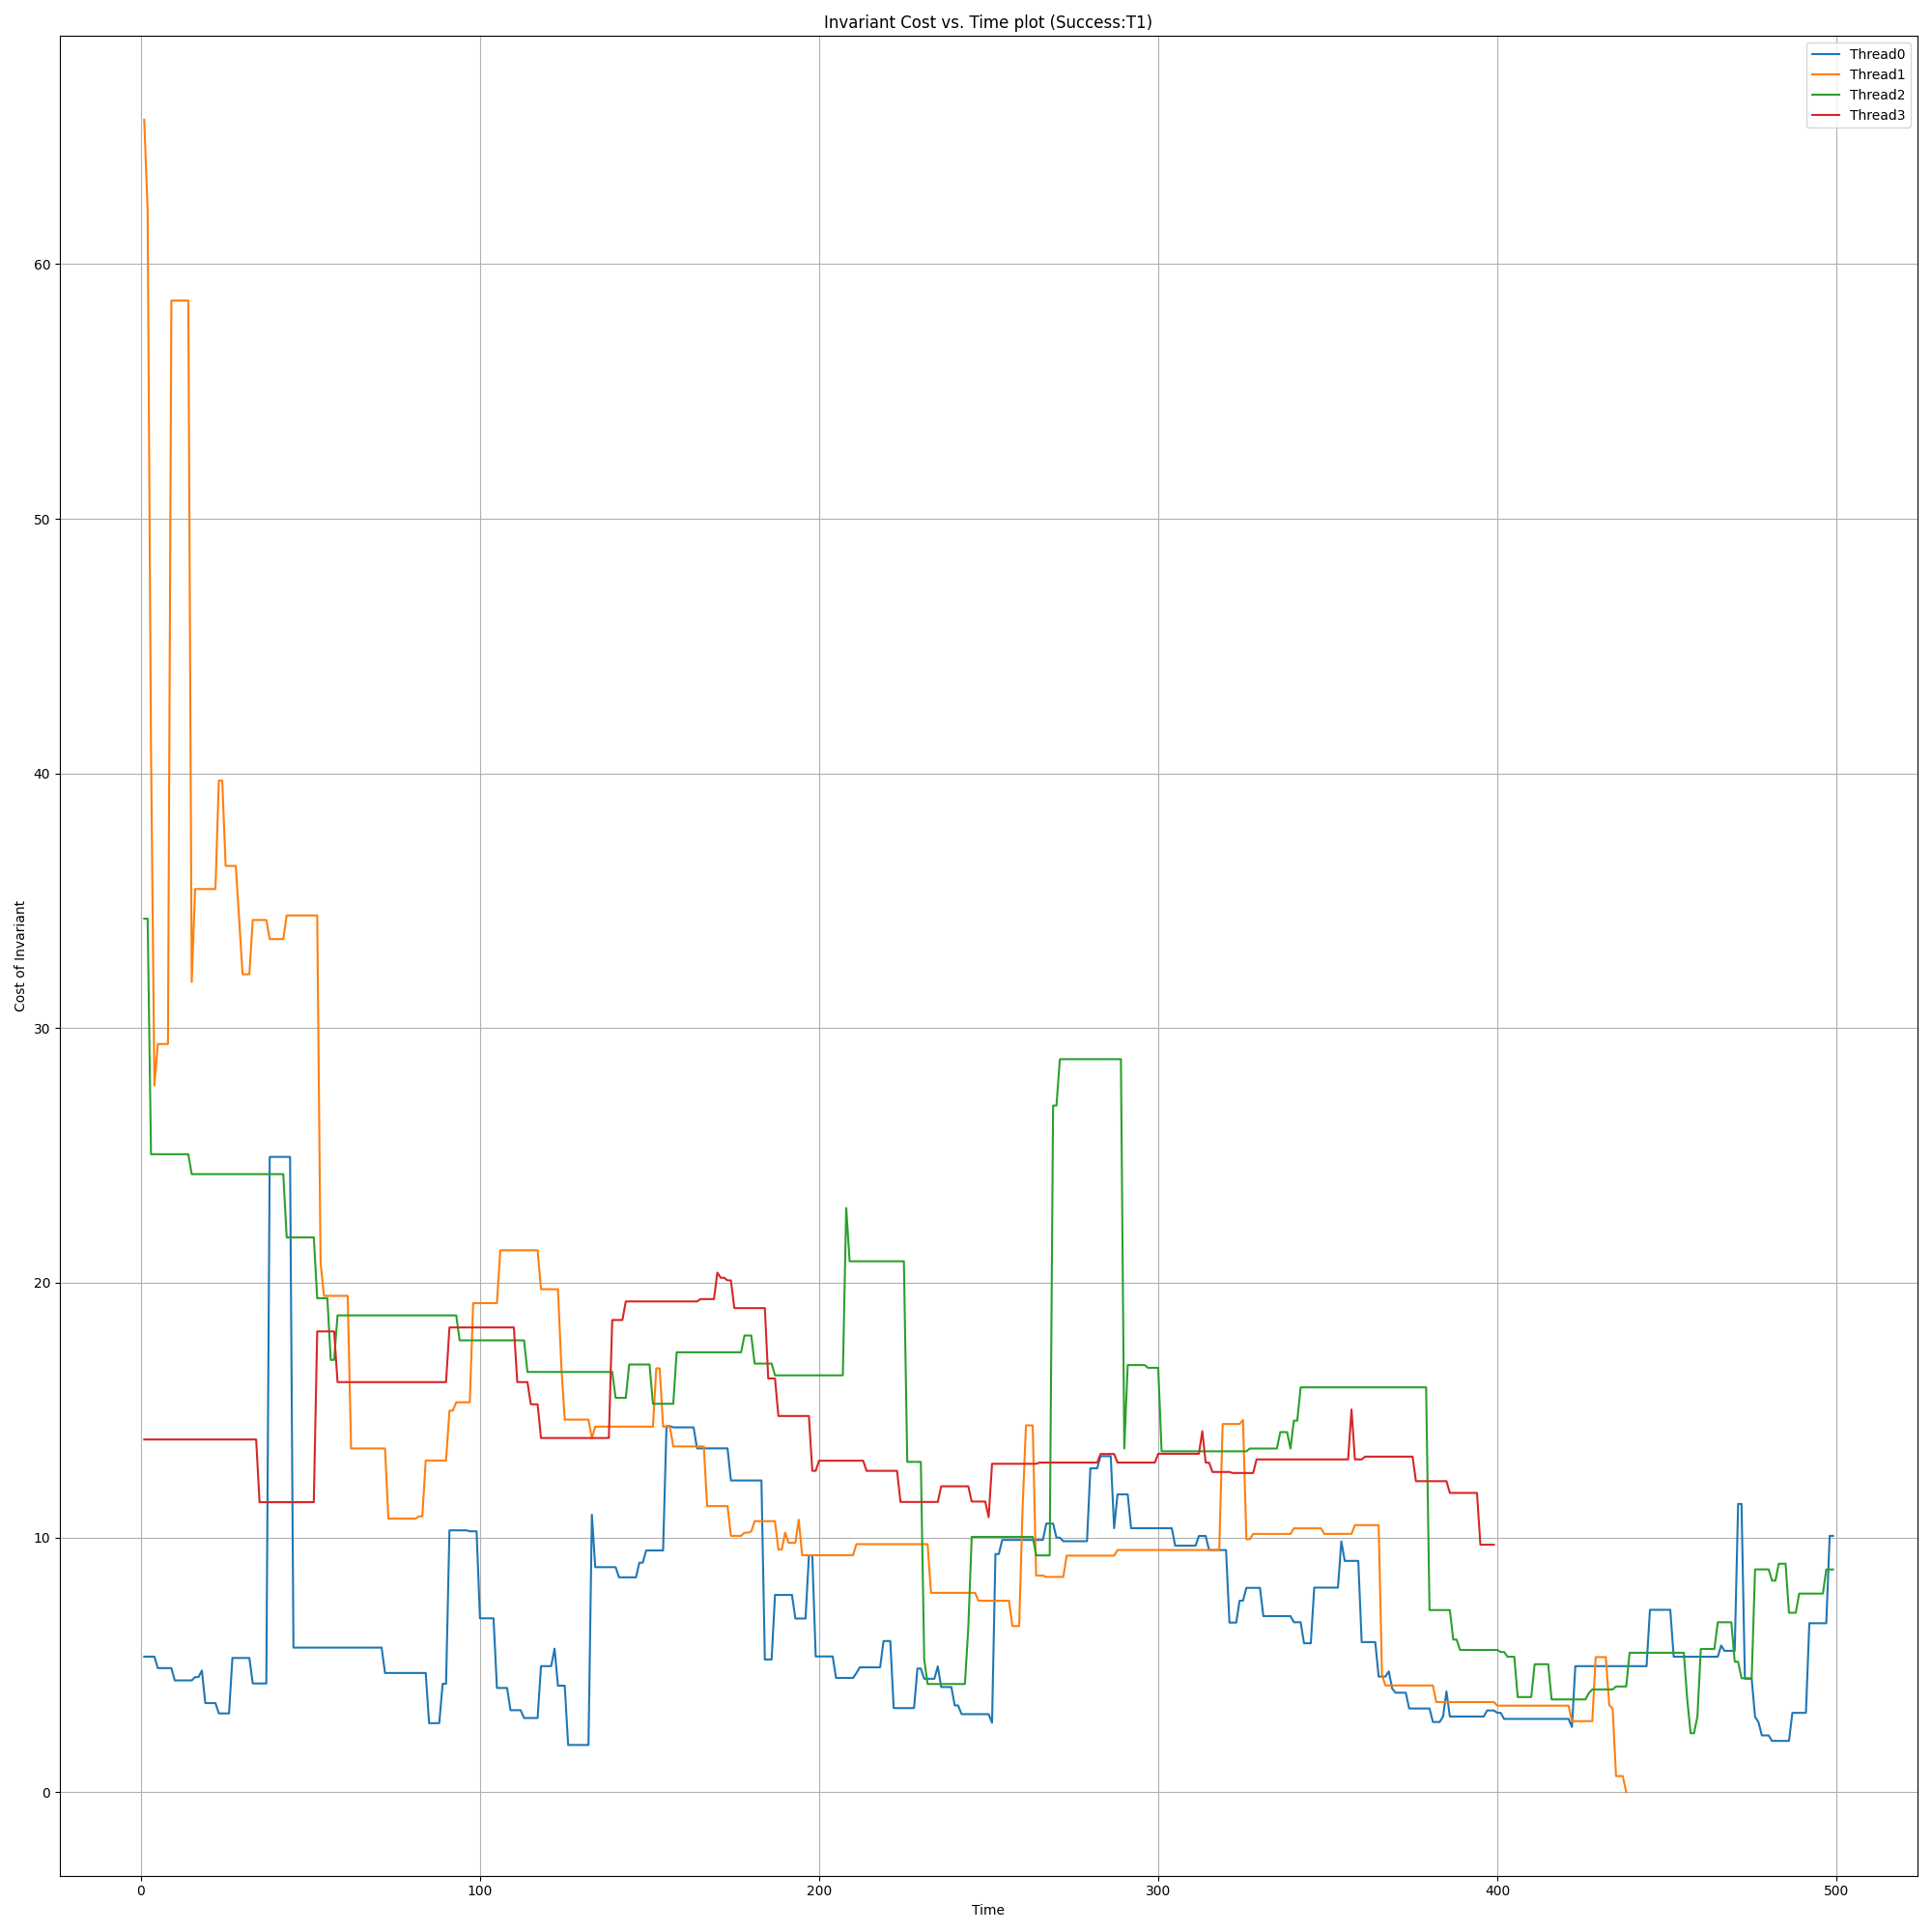 Invariant Cost vs. Time plot (Success:T1)
Thread0
Thread1
Thread2
Thread3
60
50
40
30
20
10
0
Cost of Invariant
0 100 200 300 400 500
Time